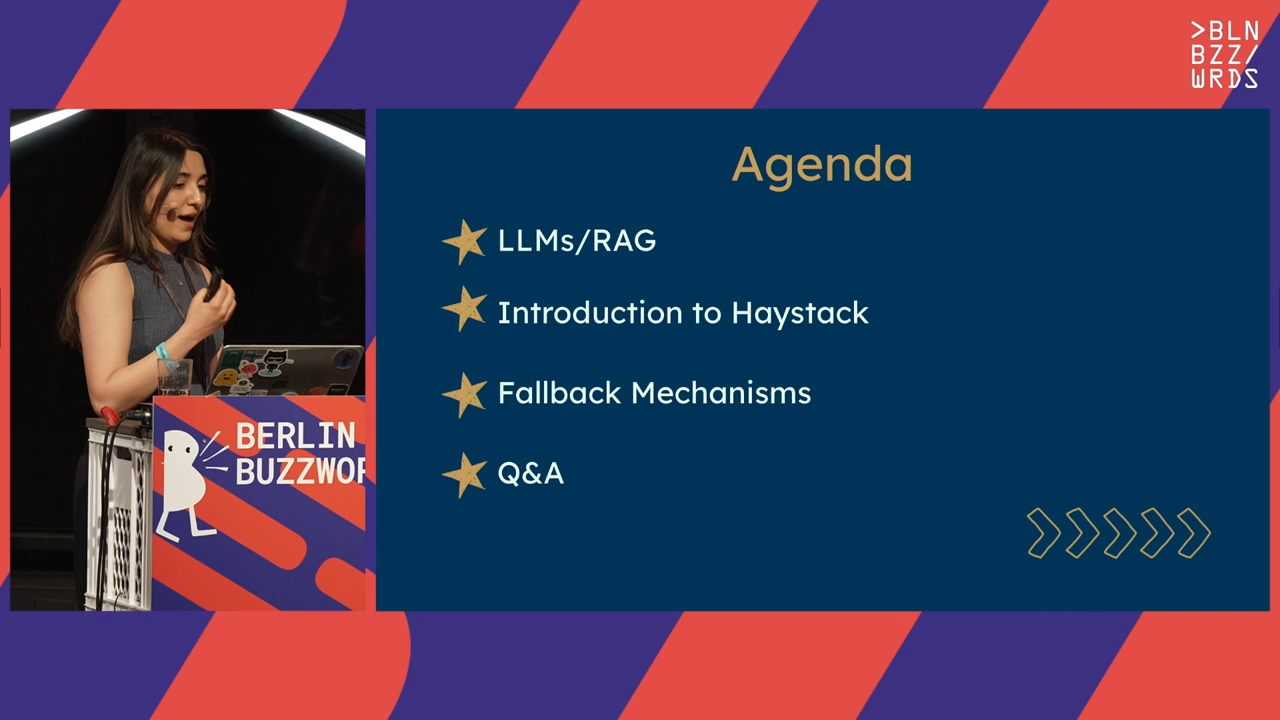 >BLN
BZZ/
WRDS
Agenda
LLMs/RAG
Introduction to Haystack
Fallback Mechanisms
Q&A
BERLIN
BUZZWOR